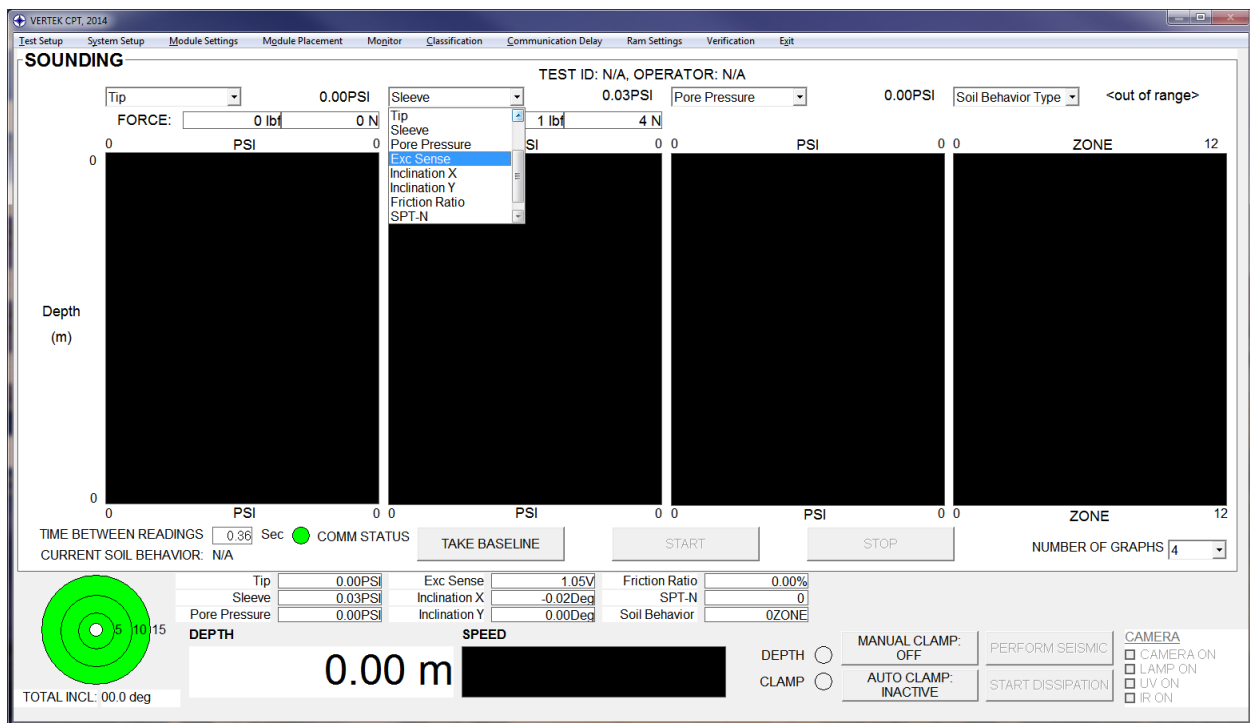 VERTEK CPT, 2014
Test Setup System Setup Module Settings Module Placement Monitor Classification Communication Delay Ram Settings Verification Exit
SOUNDING
TEST ID: N/A, OPERATOR: N/A
Tip 0.00PSI Sleeve 0.03PSI Pore Pressure 0.00PSI Soil Behavior Type <out of range>
FORCE: 0 lbf 0 N 1 lbf 4 N
Tip
Sleeve
Pore Pressure
Exc Sense
Inclination X
Inclination Y
Friction Ratio
SPT-N
0 PSI 0 SI 0 0 PSI 0 0 ZONE 12
0
Depth
(m)
0
0 PSI 0 0 PSI 0 0 PSI 0 0 ZONE 12
TIME BETWEEN READINGS 0.36 Sec COMM STATUS TAKE BASELINE START STOP NUMBER OF GRAPHS 4
CURRENT SOIL BEHAVIOR: N/A
Tip 0.00PSI Exc Sense 1.05V Friction Ratio 0.00%
Sleeve 0.03PSI Inclination X -0.02Deg SPT-N 0
Pore Pressure 0.00PSI Inclination Y 0.00Deg Soil Behavior 0ZONE
5 10 15
TOTAL INCL: 00.0 deg
DEPTH SPEED
0.00 m
DEPTH
CLAMP
MANUAL CLAMP:
OFF
AUTO CLAMP:
INACTIVE
PERFORM SEISMIC
START DISSIPATION
CAMERA
CAMERA ON
LAMP ON
UV ON
IR ON